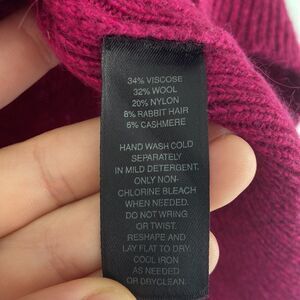 34% VISCOSE
32% WOOL
20% NYLON
8% RABBIT HAIR
6% CASHMERE
HAND WASH COLD
SEPARATELY
IN MILD DETERGENT.
ONLY NON-
CHLORINE BLEACH
WHEN NEEDED.
DO NOT WRING
OR TWIST.
RESHAPE AND
LAY FLAT TO DRY.
COOL IRON
AS NEEDED
OR DRYCLEAN.